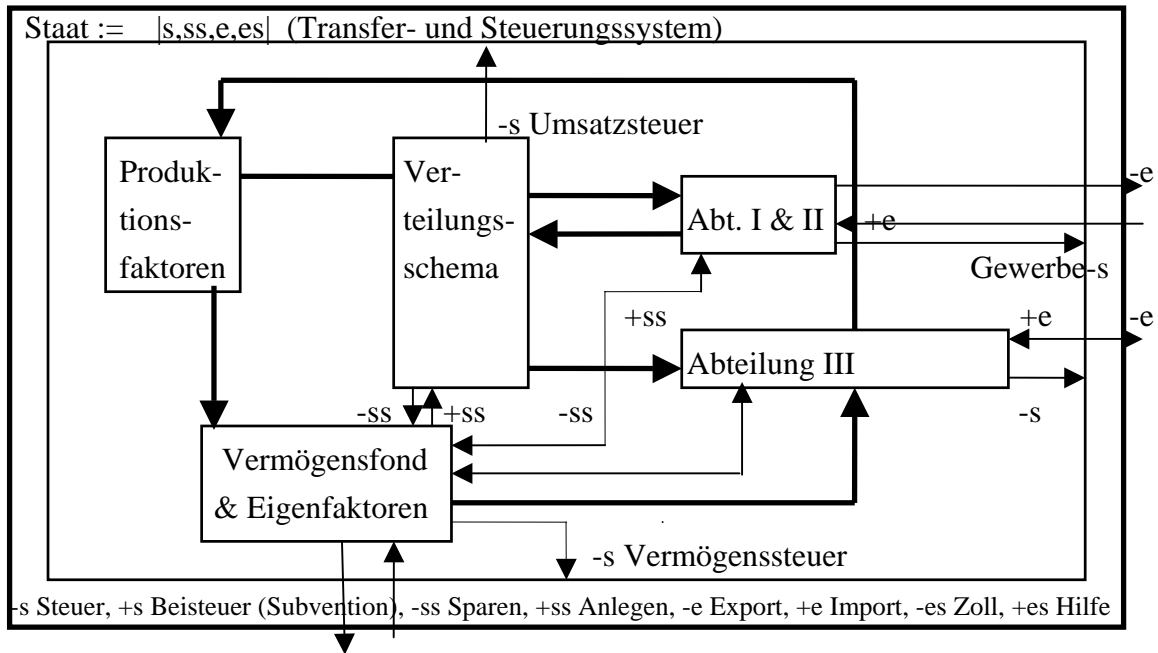 Staat := |s,ss,e,es| (Transfer- und Steuerungssystem)
-s Umsatzsteuer
Produk-
tions-
faktoren
Ver-
teilungs-
schema
Abt. I & II
-e
+e
Gewerbe-s
+ss
+e
-e
Abteilung III
-ss
+ss
-ss
-s
Vermögensfond
& Eigenfaktoren
-s Vermögenssteuer
-s Steuer, +s Beisteuer (Subvention), -ss Sparen, +ss Anlegen, -e Export, +e Import, -es Zoll, +es Hilfe